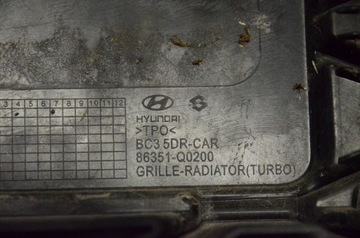 3 4 5 6 7 8 9 10 11 12
HYUNDAI
>TPO<
BC3 5DR-CAR
86351-Q0200
GRILLE-RADIATOR(TURBO)